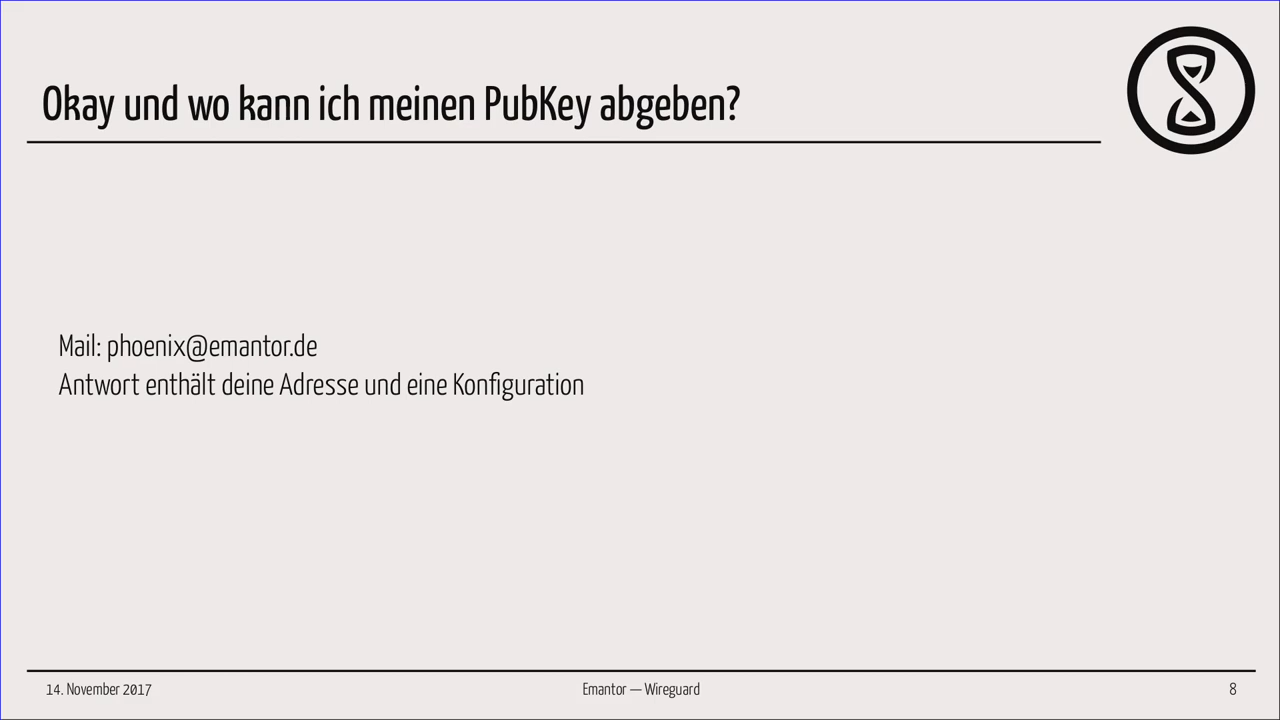 Okay und wo kann ich meinen PubKey abgeben?
Mail: phoenix@emantor.de
Antwort enthält deine Adresse und eine Konfiguration
14. November 2017
Emantor — Wireguard
8